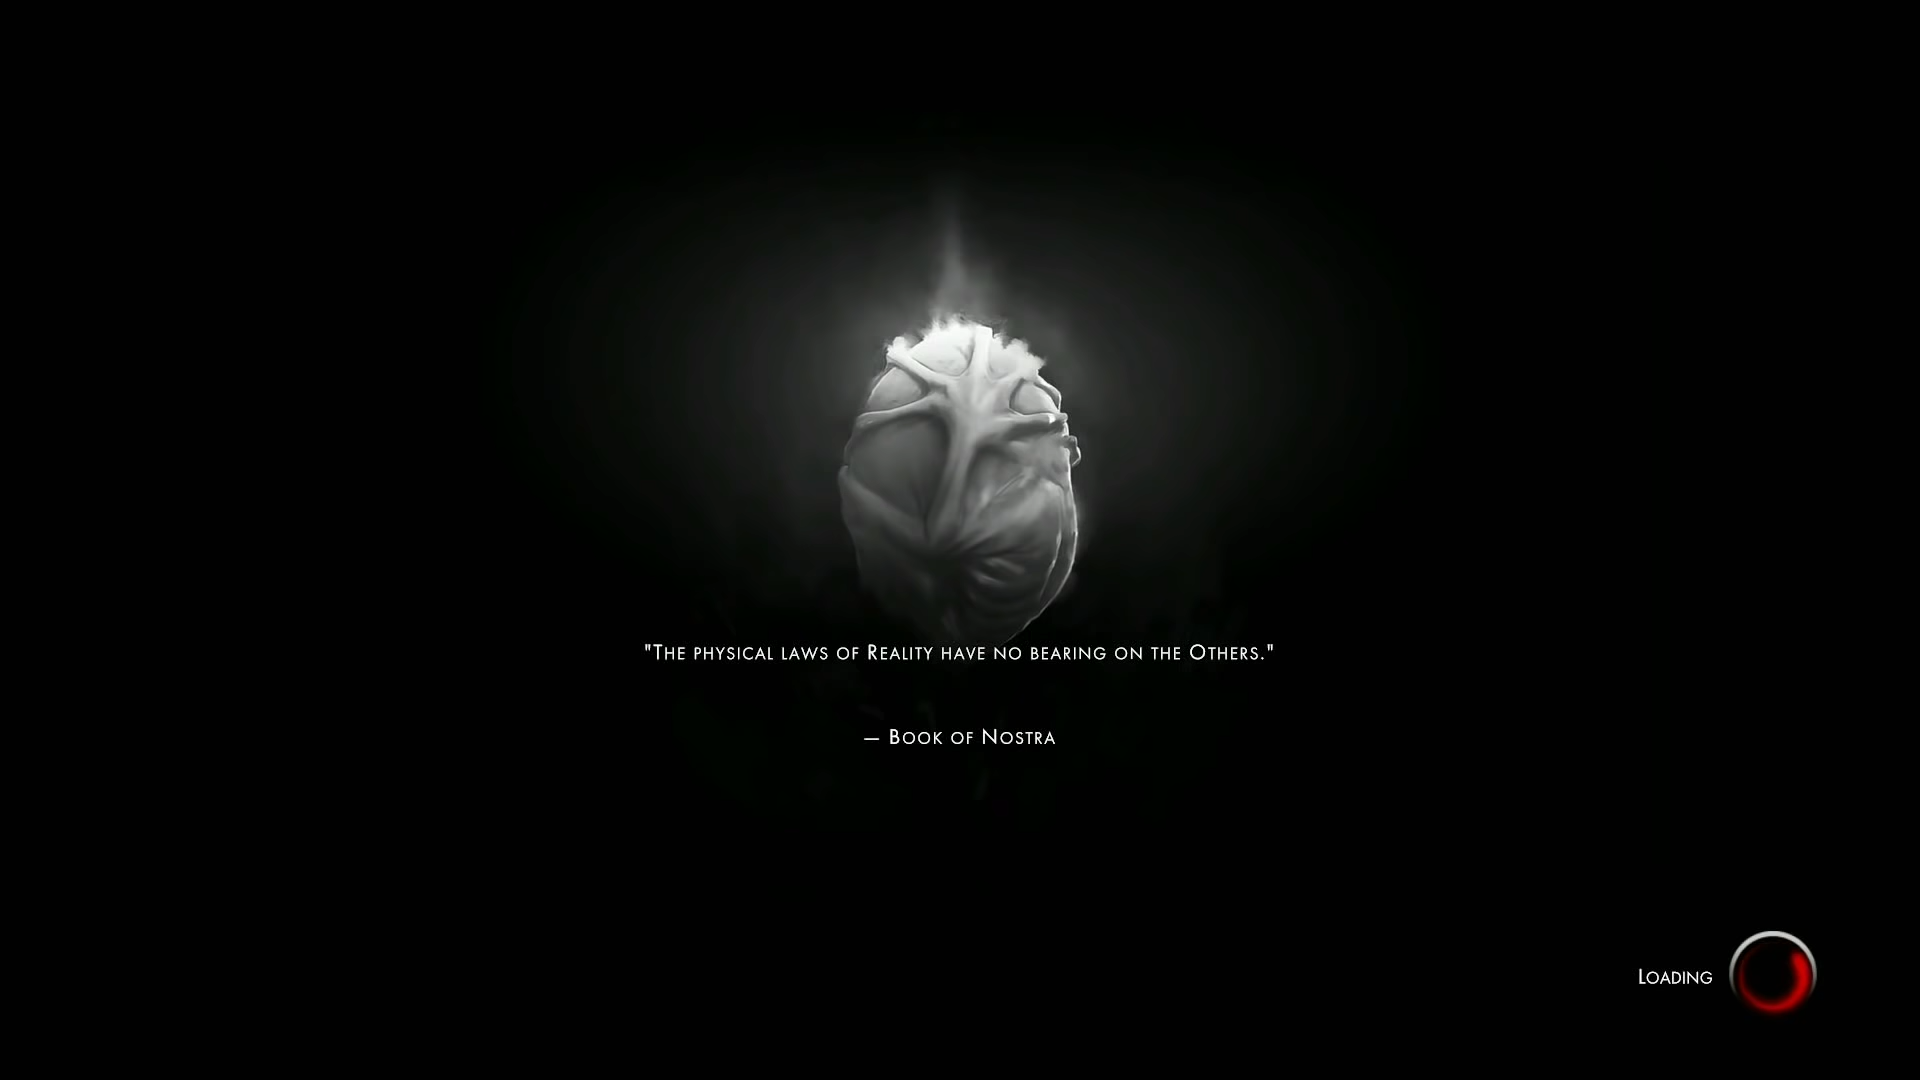 "The physical laws of Reality have no bearing on the Others."
— Book of Nostra
Loading